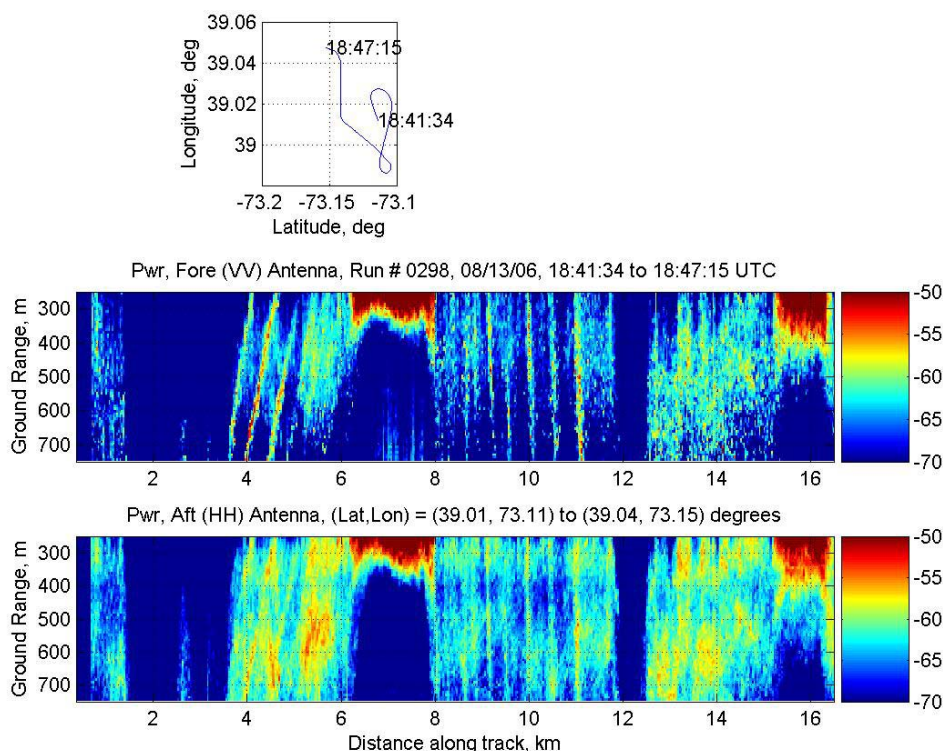 39.06
39.04
39.02
39
Longitude, deg
18:47:15
18:41:34
-73.2 -73.15 -73.1
Latitude, deg
Pwr, Fore (VV) Antenna, Run # 0298, 08/13/06, 18:41:34 to 18:47:15 UTC
Ground Range, m
300
400
500
600
700
2 4 6 8 10 12 14 16
-50
-55
-60
-65
-70
Pwr, Aft (HH) Antenna, (Lat,Lon) = (39.01, 73.11) to (39.04, 73.15) degrees
Ground Range, m
300
400
500
600
700
2 4 6 8 10 12 14 16
Distance along track, km
-50
-55
-60
-65
-70